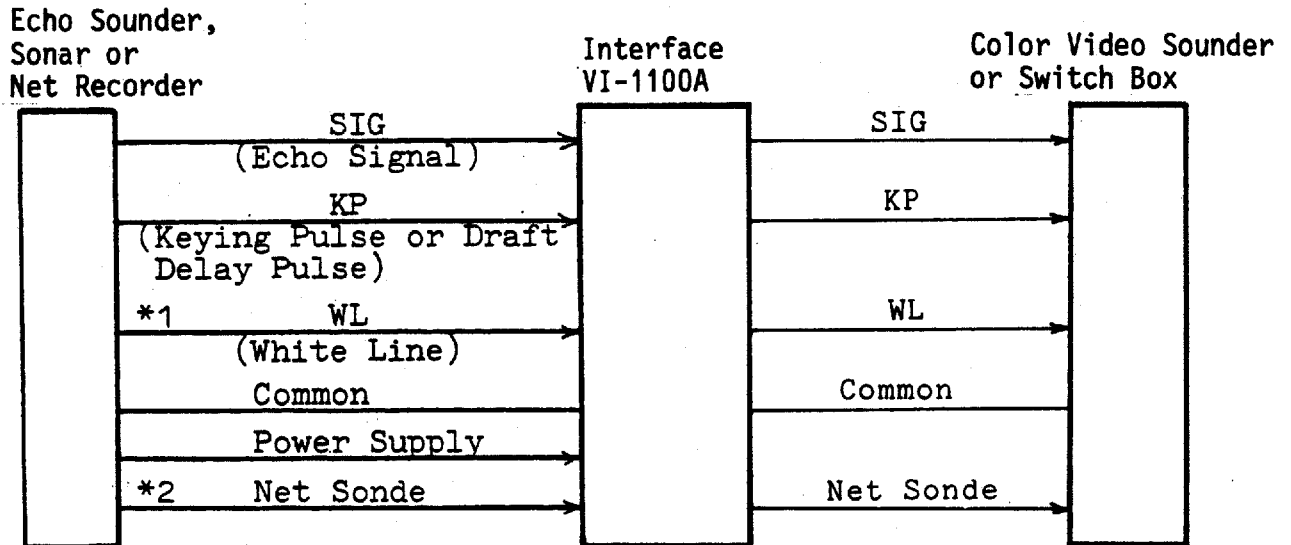 Echo Sounder,
Sonar or
Net Recorder
Interface
VI-1100A
Color Video Sounder
or Switch Box
SIG
(Echo Signal)
SIG
KP
(Keying Pulse or Draft
Delay Pulse)
KP
*1 WL
(White Line)
WL
Common
Common
Power Supply
*2 Net Sonde
Net Sonde